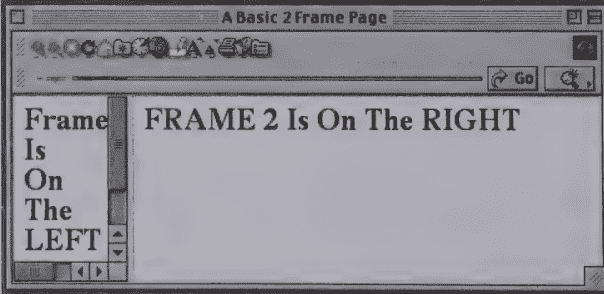 A Basic 2 Frame Page
Go
Frame
Is
On
The
LEFT
FRAME 2 Is On The RIGHT